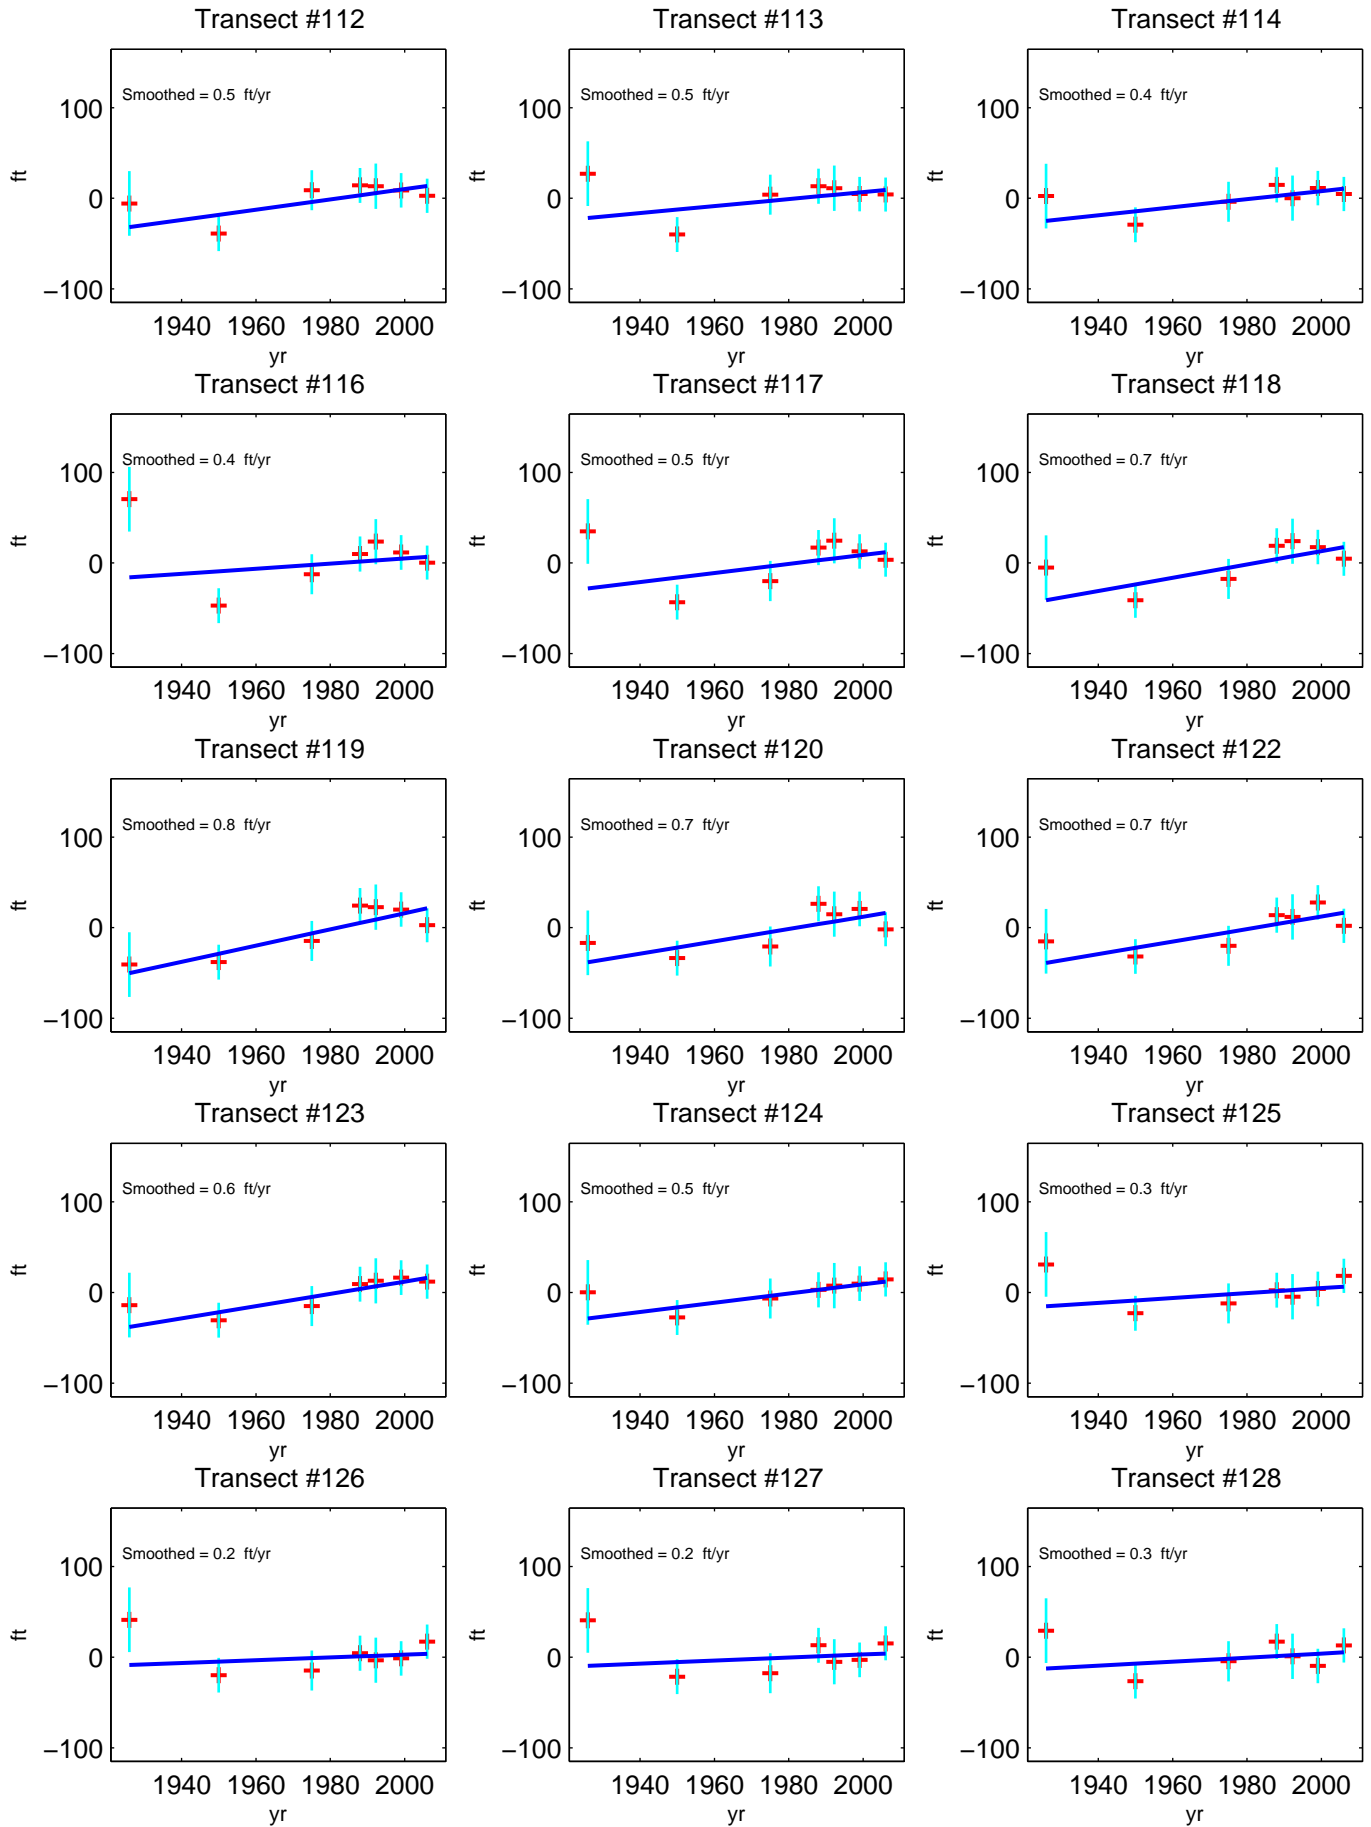 Transect #112 Transect #113 Transect #114
Smoothed = 0.5 ft/yr Smoothed = 0.5 ft/yr Smoothed = 0.4 ft/yr
100 100 100
ft ft ft
0 0 0
−100 −100 −100
1940 1960 1980 2000 1940 1960 1980 2000 1940 1960 1980 2000
yr yr yr
Transect #116 Transect #117 Transect #118
Smoothed = 0.4 ft/yr Smoothed = 0.5 ft/yr Smoothed = 0.7 ft/yr
100 100 100
ft ft ft
0 0 0
−100 −100 −100
1940 1960 1980 2000 1940 1960 1980 2000 1940 1960 1980 2000
yr yr yr
Transect #119 Transect #120 Transect #122
Smoothed = 0.8 ft/yr Smoothed = 0.7 ft/yr Smoothed = 0.7 ft/yr
100 100 100
ft ft ft
0 0 0
−100 −100 −100
1940 1960 1980 2000 1940 1960 1980 2000 1940 1960 1980 2000
yr yr yr
Transect #123 Transect #124 Transect #125
Smoothed = 0.6 ft/yr Smoothed = 0.5 ft/yr Smoothed = 0.3 ft/yr
100 100 100
ft ft ft
0 0 0
−100 −100 −100
1940 1960 1980 2000 1940 1960 1980 2000 1940 1960 1980 2000
yr yr yr
Transect #126 Transect #127 Transect #128
Smoothed = 0.2 ft/yr Smoothed = 0.2 ft/yr Smoothed = 0.3 ft/yr
100 100 100
ft ft ft
0 0 0
−100 −100 −100
1940 1960 1980 2000 1940 1960 1980 2000 1940 1960 1980 2000
yr yr yr